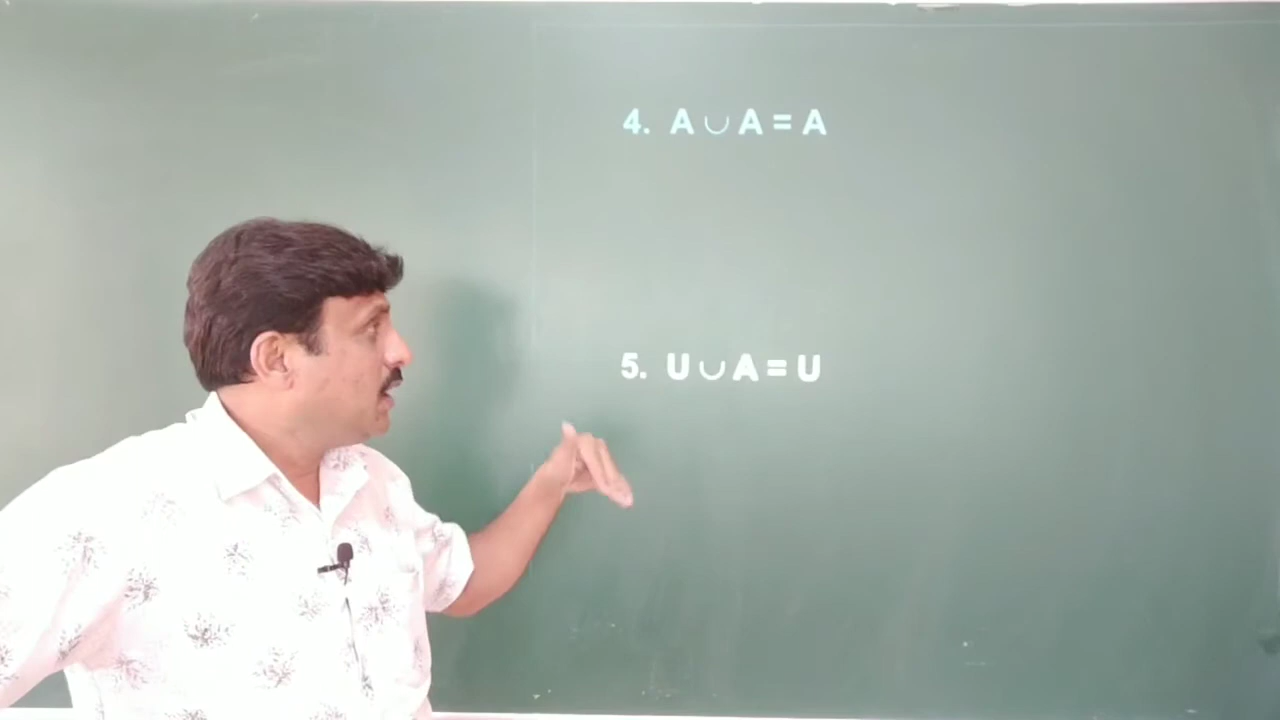 4. A ∪ A = A
5. U ∪ A = U